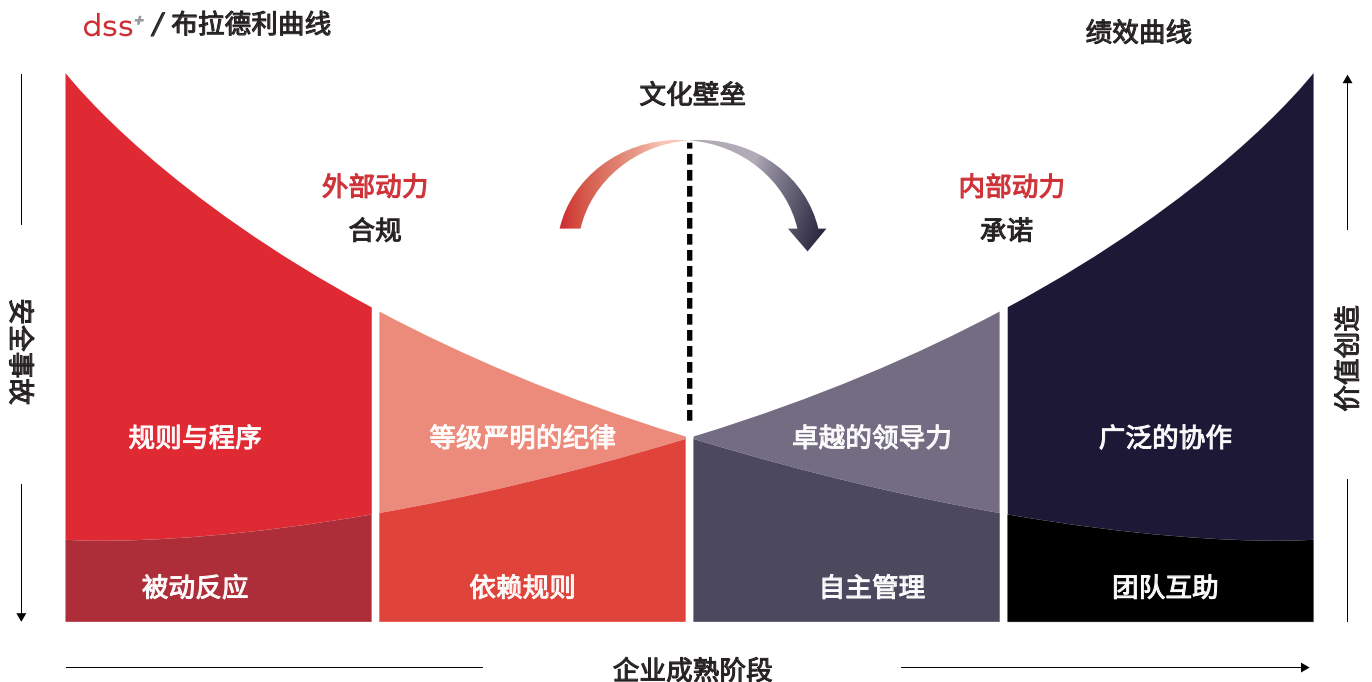 dss+ / 布拉德利曲线
绩效曲线
文化壁垒
外部动力
合规
内部动力
承诺
安全事故
价值创造
规则与程序
等级严明的纪律
卓越的领导力
广泛的协作
被动反应
依赖规则
自主管理
团队互助
企业成熟阶段